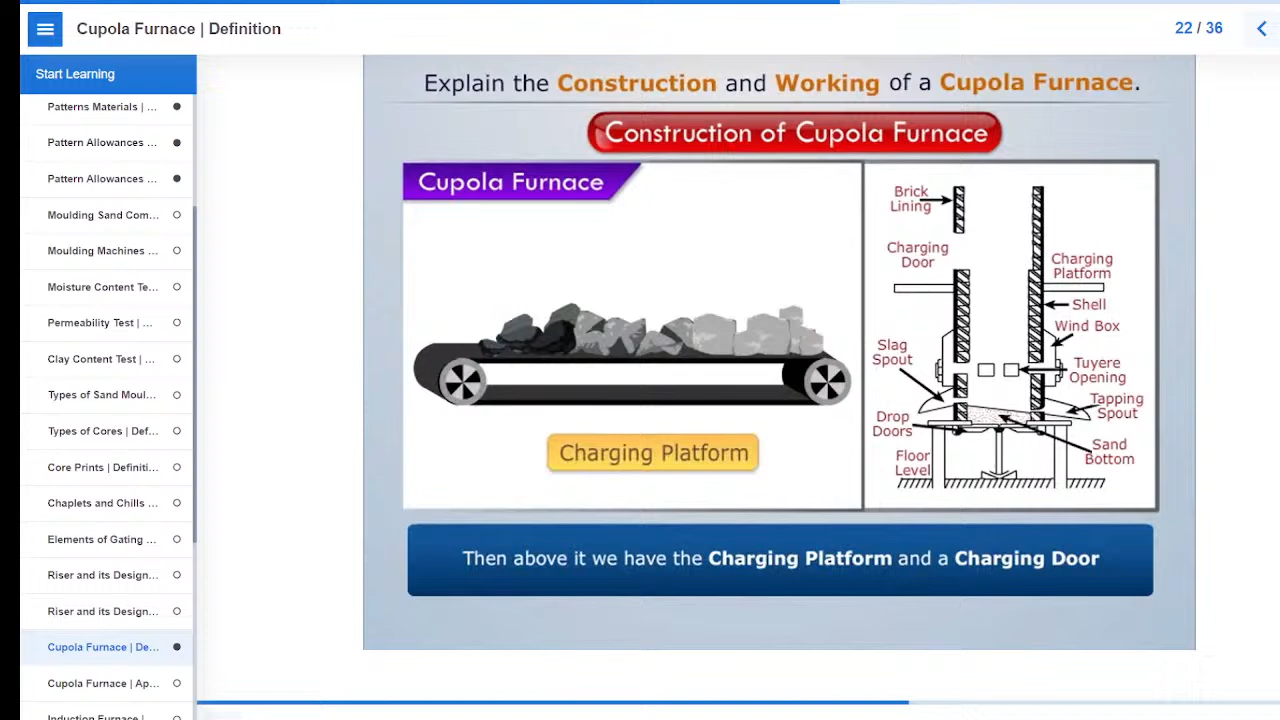 Cupola Furnace | Definition
22 / 36
Start Learning
Patterns Materials | ...
Pattern Allowances ...
Pattern Allowances ...
Moulding Sand Com...
Moulding Machines ...
Moisture Content Te...
Permeability Test | ...
Clay Content Test | ...
Types of Sand Moul...
Types of Cores | Def...
Core Prints | Definiti...
Chaplets and Chills ...
Elements of Gating ...
Riser and its Design...
Riser and its Design...
Cupola Furnace | De...
Cupola Furnace | Ap...
Induction Furnace |
Explain the Construction and Working of a Cupola Furnace.
Construction of Cupola Furnace
Cupola Furnace
Charging Platform
Brick
Lining
Charging
Door
Charging
Platform
Shell
Wind Box
Slag
Spout
Tuyere
Opening
Tapping
Spout
Drop
Doors
Sand
Bottom
Floor
Level
Then above it we have the Charging Platform and a Charging Door